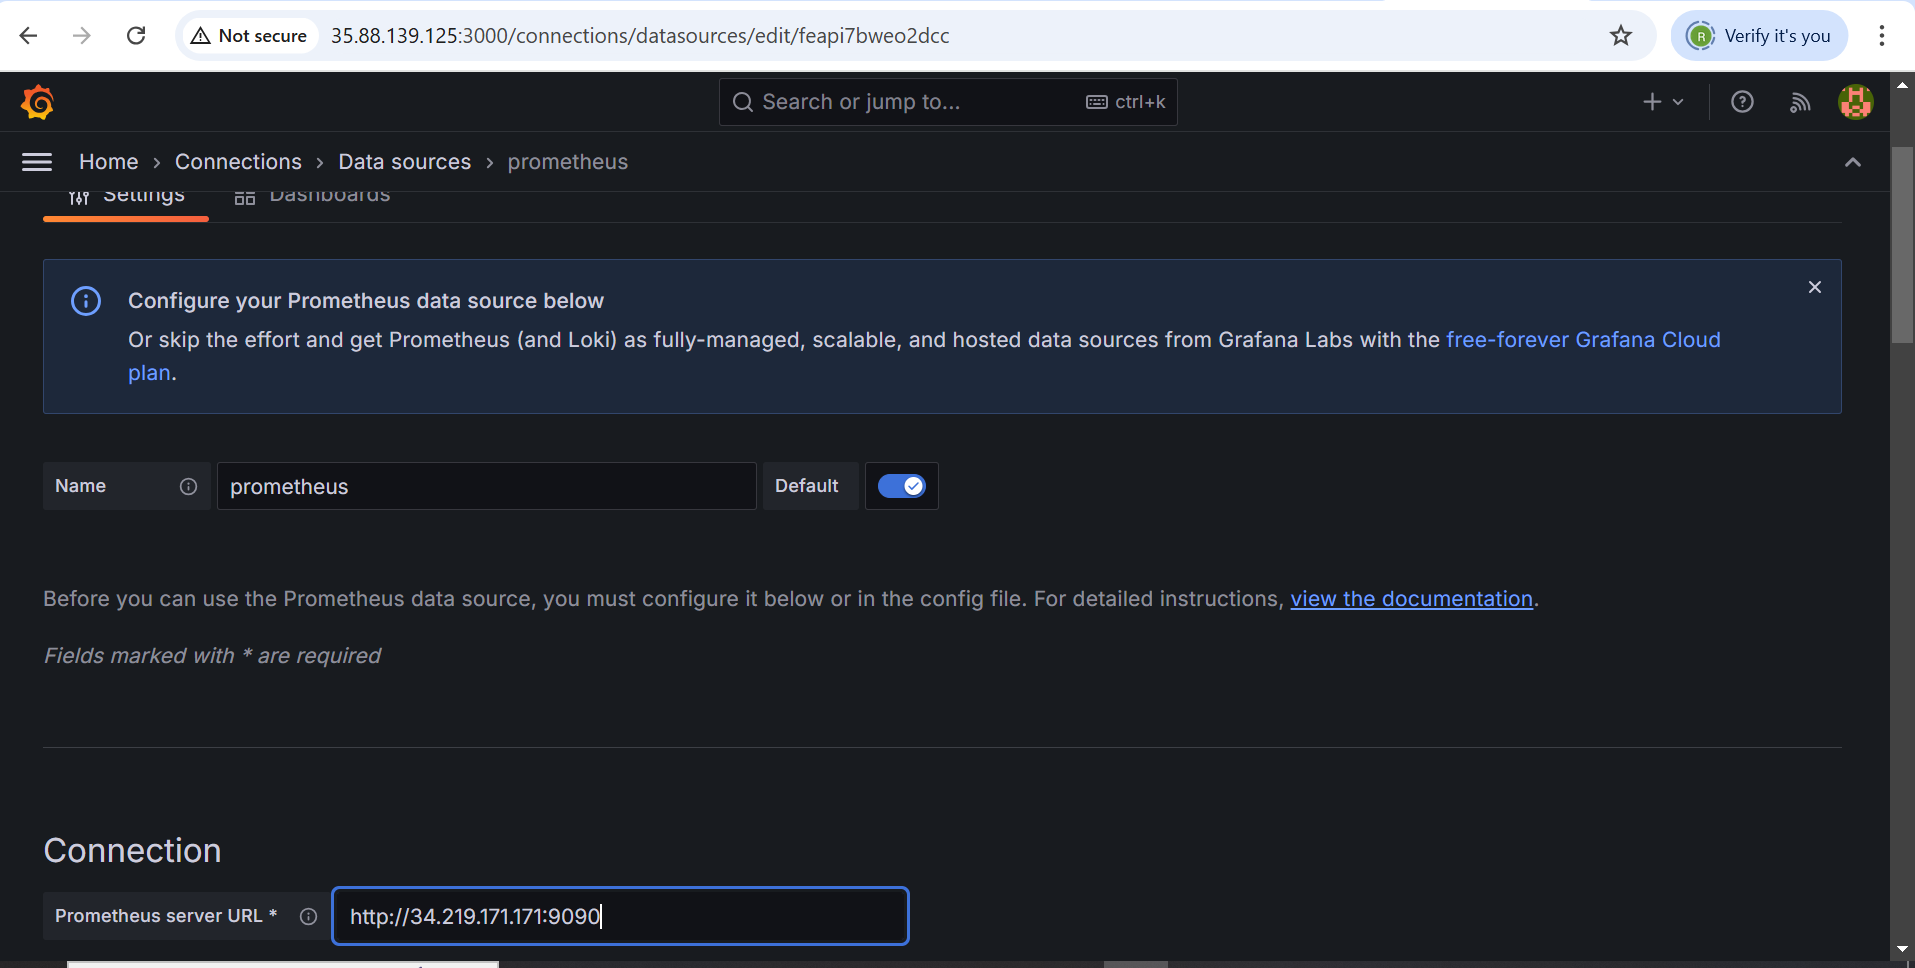 Not secure 35.88.139.125:3000/connections/datasources/edit/feapi7bweo2dcc R Verify it's you
Search or jump to... ctrl+k
Home › Connections › Data sources › prometheus
Settings Dashboards
Configure your Prometheus data source below
Or skip the effort and get Prometheus (and Loki) as fully-managed, scalable, and hosted data sources from Grafana Labs with the free-forever Grafana Cloud
plan.
Name prometheus Default
Before you can use the Prometheus data source, you must configure it below or in the config file. For detailed instructions, view the documentation.
Fields marked with * are required
Connection
Prometheus server URL * http://34.219.171.171:9090